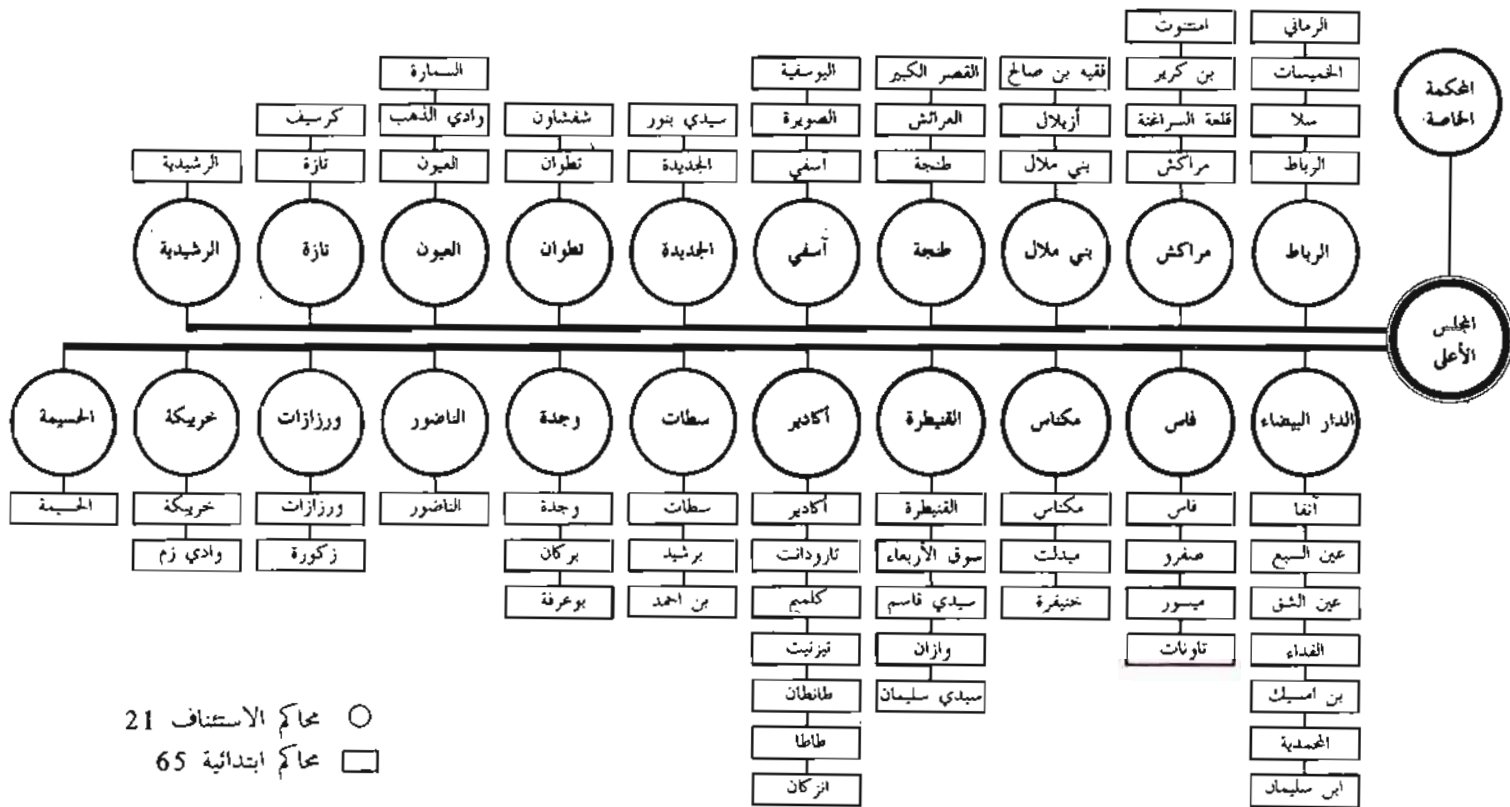 الرماني
امنتنوت
الخميسات
بن كرير
فقيه بن صالح
القصر الكبير
اليوسفية
السمارة
المحكمة
الخاصة
سلا
قلعة السراغنة
أزيلال
العرائش
الصويرة
سيدي بنور
شفشاون
وادي الذهب
كرسيف
الرباط
مراكش
بني ملال
طنجة
آسفي
الجديدة
تطوان
العيون
تازة
الرشيدية
الرباط
مراكش
بني ملال
طنجة
آسفي
الجديدة
تطوان
العيون
تازة
الرشيدية
المجلس
الأعلى
الدار البيضاء
فاس
مكناس
القنيطرة
أكادير
سطات
وجدة
الناضور
ورزازات
خريبكة
الحسيمة
آنفا
فاس
مكناس
القنيطرة
أكادير
سطات
وجدة
الناضور
ورزازات
خريبكة
الحسيمة
عين السبع
صفرو
ميدلت
سوق الأربعاء
تارودانت
برشيد
بركان
زكورة
وادي زم
عين الشق
ميسور
خنيفرة
سيدي قاسم
كلميم
بن احمد
بوعرفة
الفداء
تاونات
وازان
تيزنيت
بن امسيك
سيدي سليمان
طانطان
المحمدية
طاطا
ابن سليمان
انزكان
محاكم الاستئناف 21
محاكم ابتدائية 65